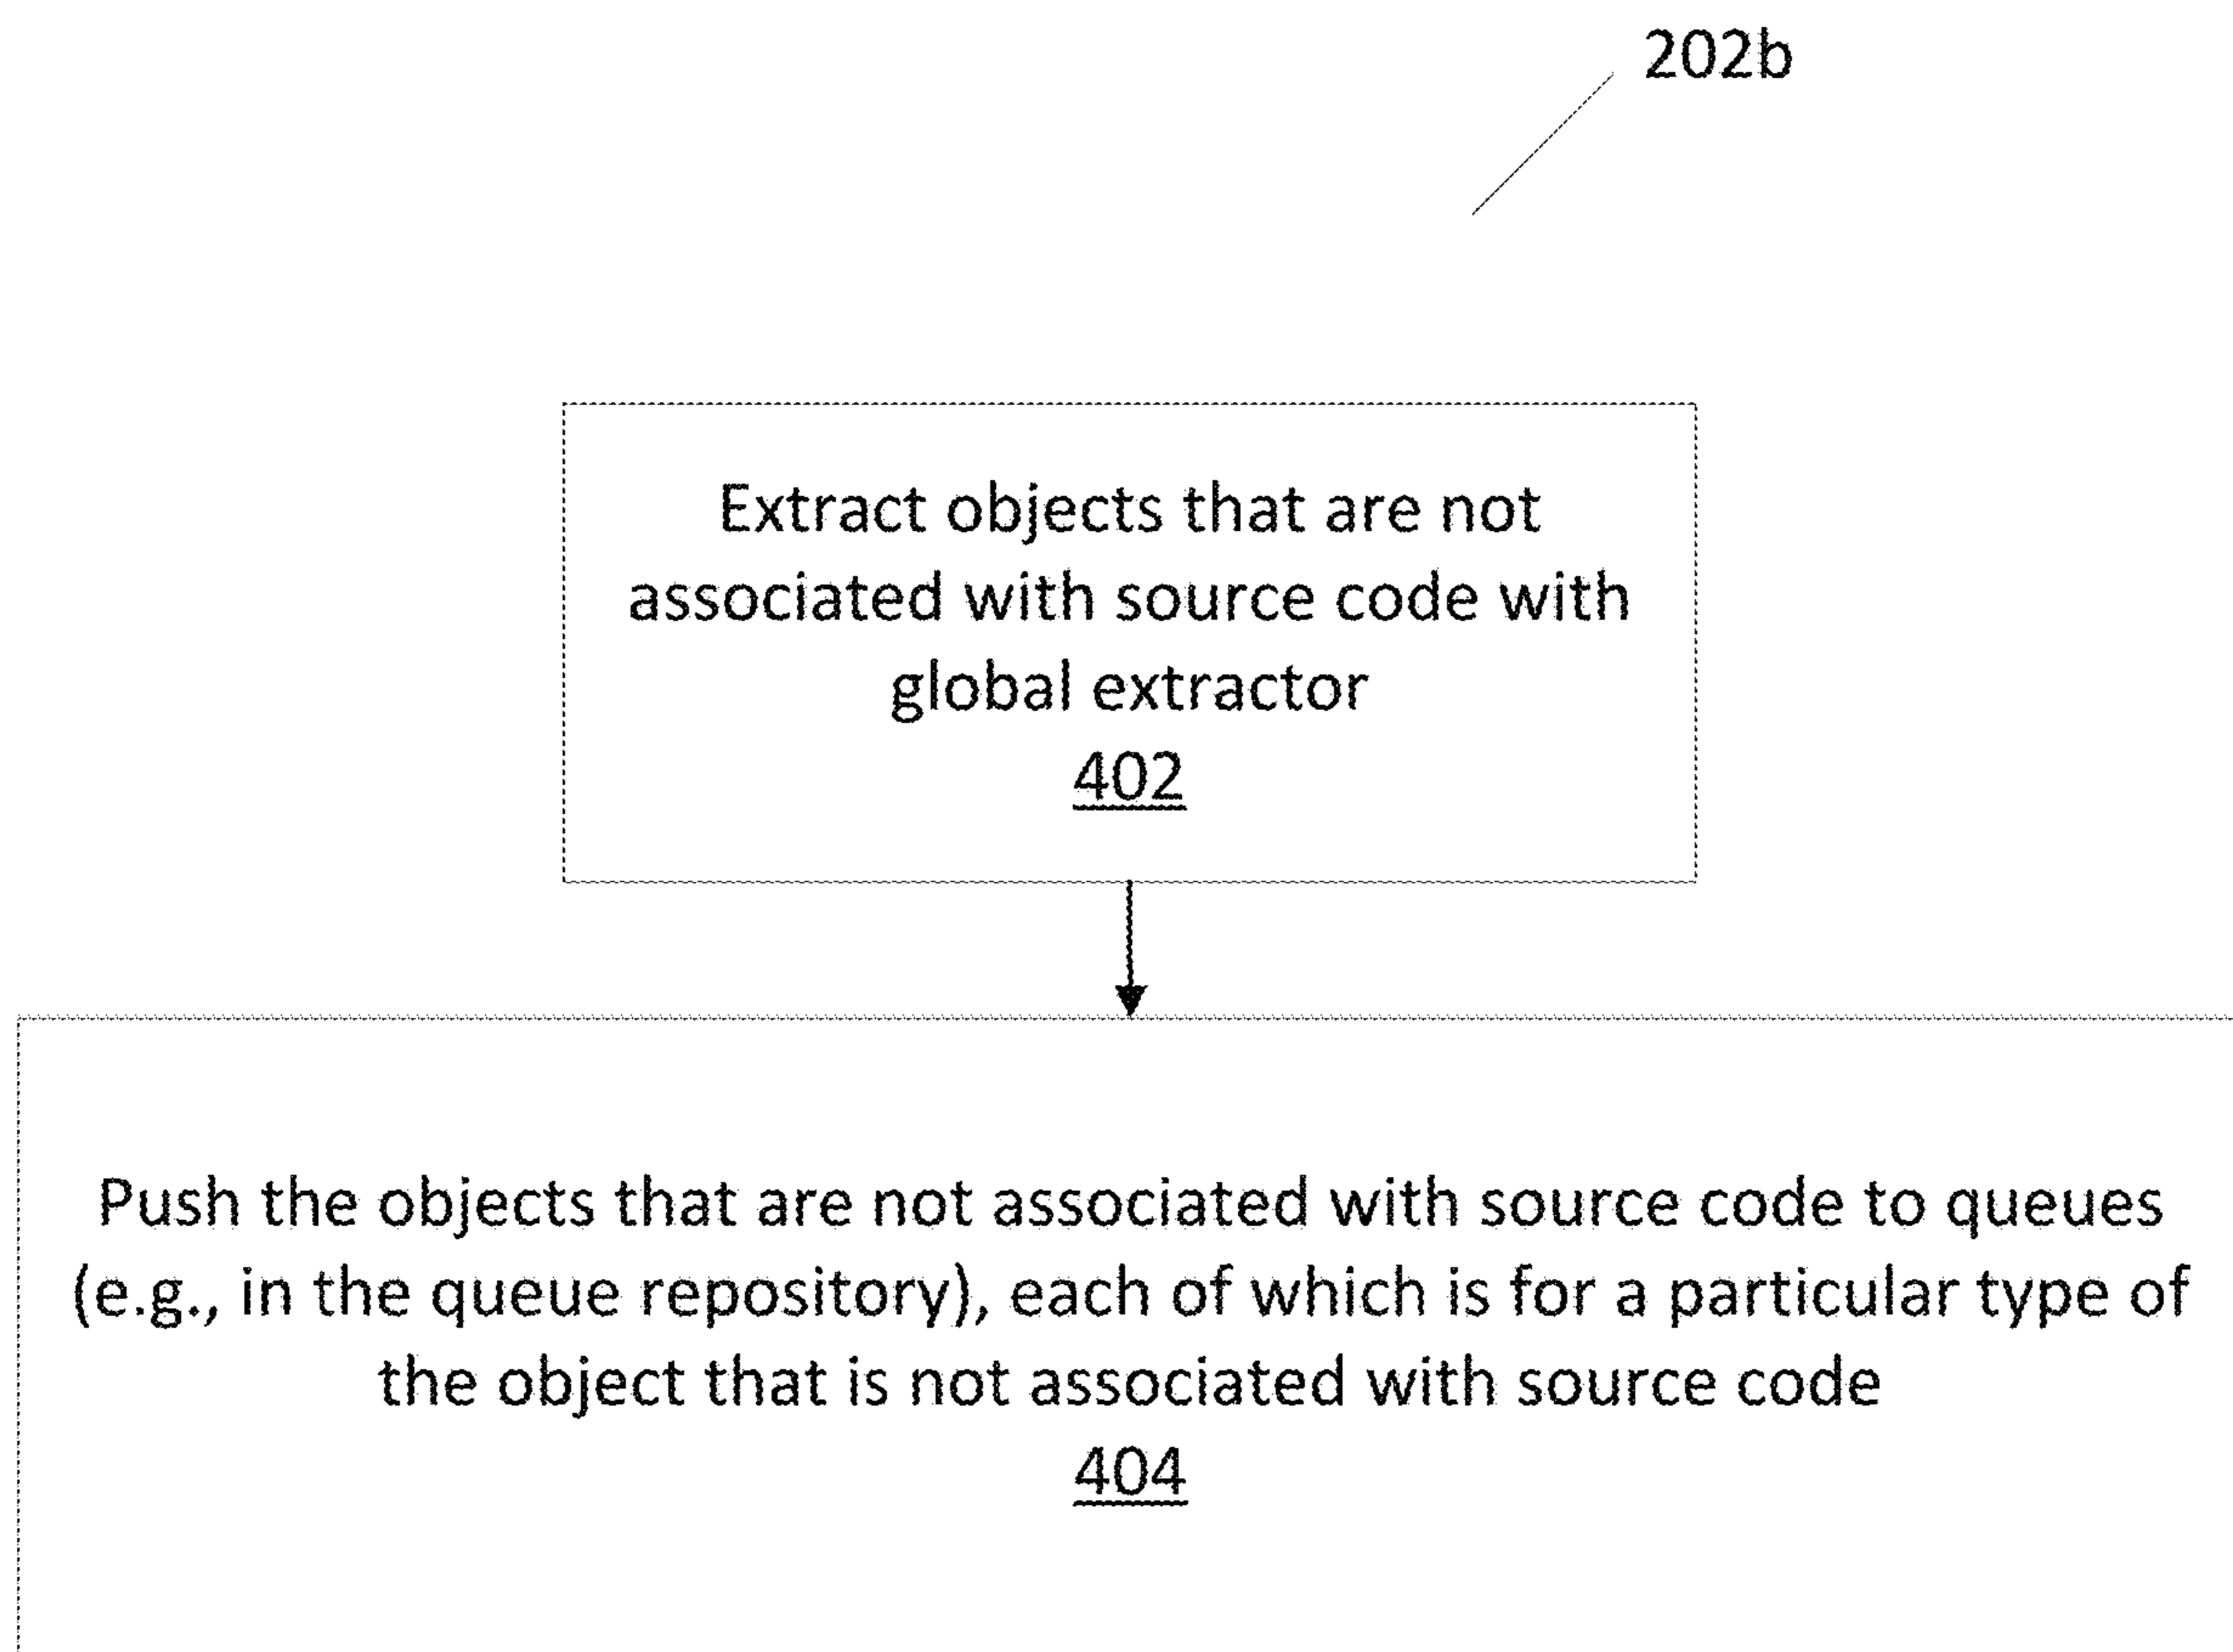 202b
Extract objects that are not
associated with source code with
global extractor
402
Push the objects that are not associated with source code to queues
(e.g., in the queue repository), each of which is for a particular type of
the object that is not associated with source code
404